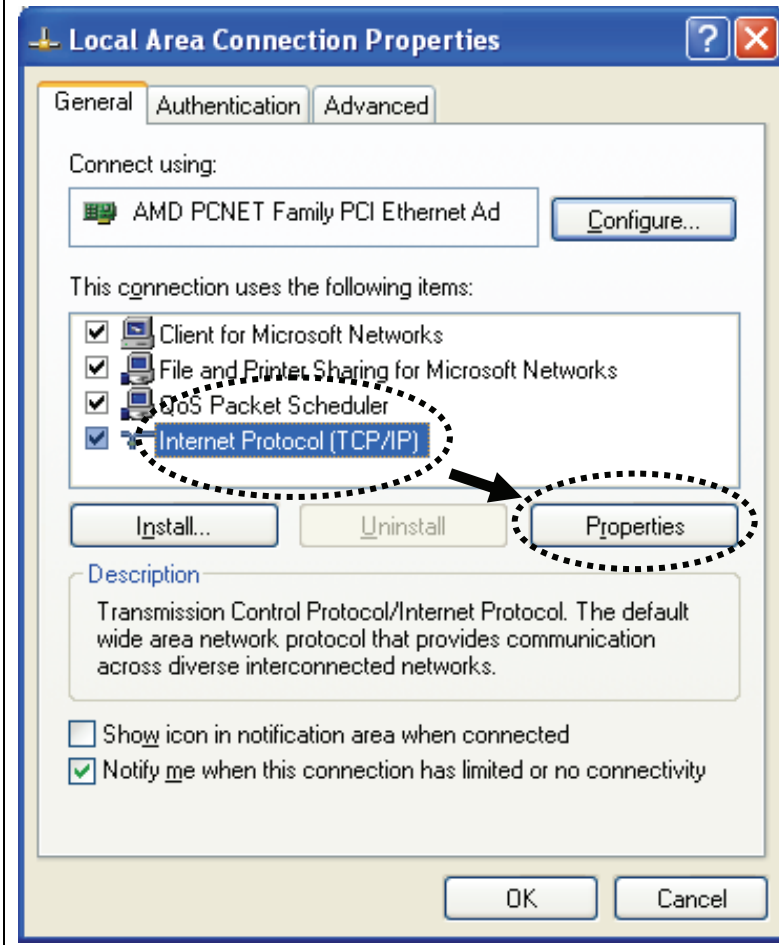 Local Area Connection Properties
General
Authentication
Advanced
Connect using:
AMD PCNET Family PCI Ethernet Ad
Configure...
This connection uses the following items:
Client for Microsoft Networks
File and Printer Sharing for Microsoft Networks
QoS Packet Scheduler
Internet Protocol (TCP/IP)
Install...
Uninstall
Properties
Description
Transmission Control Protocol/Internet Protocol. The default
wide area network protocol that provides communication
across diverse interconnected networks.
Show icon in notification area when connected
Notify me when this connection has limited or no connectivity
OK
Cancel